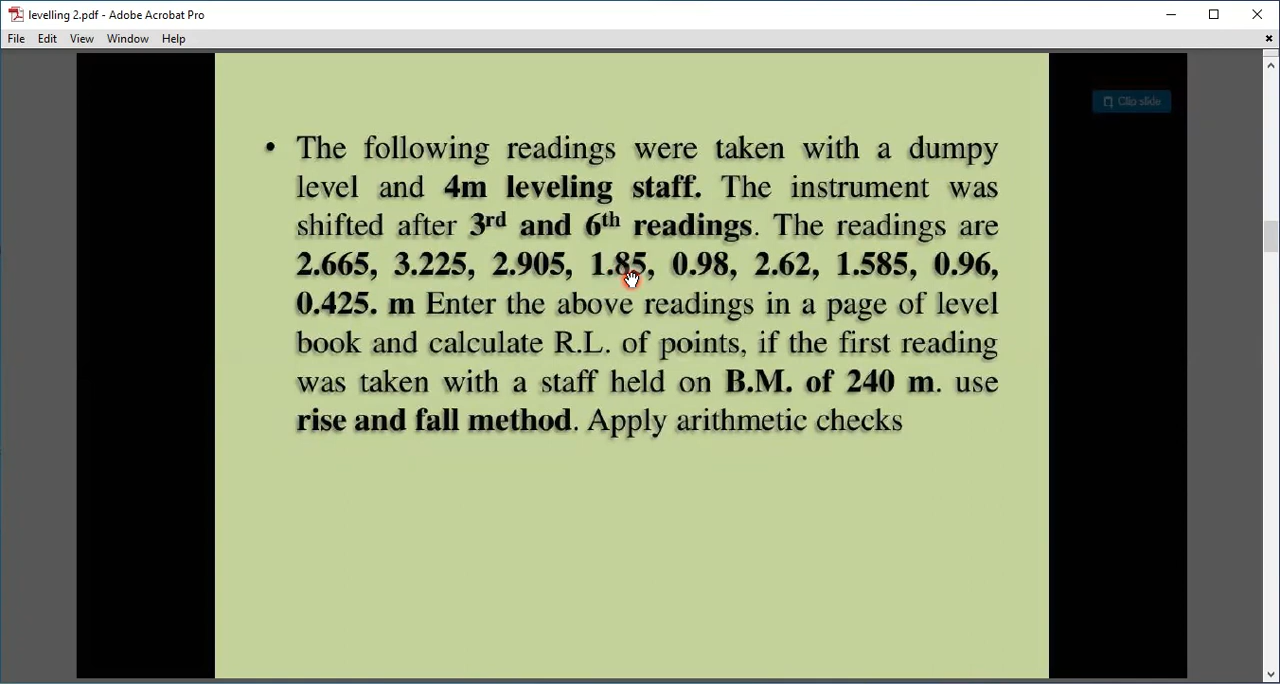 levelling 2.pdf - Adobe Acrobat Pro
File Edit View Window Help
Clip slide
• The following readings were taken with a dumpy
level and 4m leveling staff. The instrument was
shifted after 3rd and 6th readings. The readings are
2.665, 3.225, 2.905, 1.85, 0.98, 2.62, 1.585, 0.96,
0.425. m Enter the above readings in a page of level
book and calculate R.L. of points, if the first reading
was taken with a staff held on B.M. of 240 m. use
rise and fall method. Apply arithmetic checks